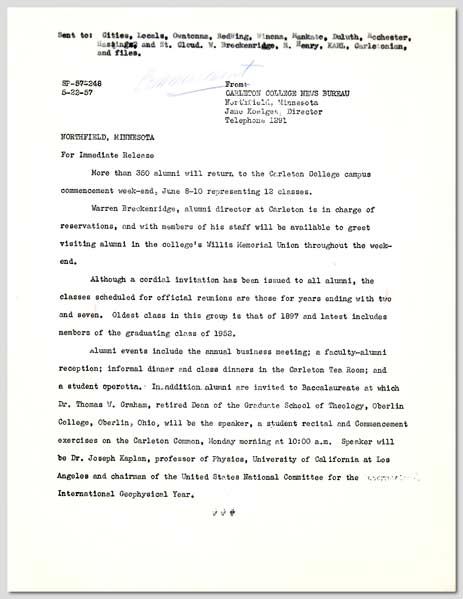 Sent to: Cities, Locals, Owatonna, RedWing, Winona, Mankato, Duluth, Rochester,
Hastings, and St. Cloud. W. Breckenridge, M. Heary, KARL, Carletonian,
and files.
Commencement
SP-57-248
5-22-57
From-
CARLETON COLLEGE NEWS BUREAU
Northfield, Minnesota
Jane Koelges, Director
Telephone 1291
NORTHFIELD, MINNESOTA
For Immediate Release
More than 350 alumni will return to the Carleton College campus
commencement week-end, June 8-10 representing 12 classes.
Warren Breckenridge, alumni director at Carleton is in charge of
reservations, and with members of his staff will be available to greet
visiting alumni in the college's Willis Memorial Union throughout the week-
end.
Although a cordial invitation has been issued to all alumni, the
classes scheduled for official reunions are those for years ending with two
and seven. Oldest class in this group is that of 1897 and latest includes
members of the graduating class of 1952.
Alumni events include the annual business meeting; a faculty-alumni
reception; informal dinner and class dinners in the Carleton Tea Room; and
a student operetta. In addition alumni are invited to Baccalaureate at which
Dr. Thomas W. Graham, retired Dean of the Graduate School of Theology, Oberlin
College, Oberlin, Ohio, will be the speaker, a student recital and Commencement
exercises on the Carleton Common, Monday morning at 10:00 a.m. Speaker will
be Dr. Joseph Kaplan, professor of Physics, University of California at Los
Angeles and chairman of the United States National Committee for the
International Geophysical Year.
###